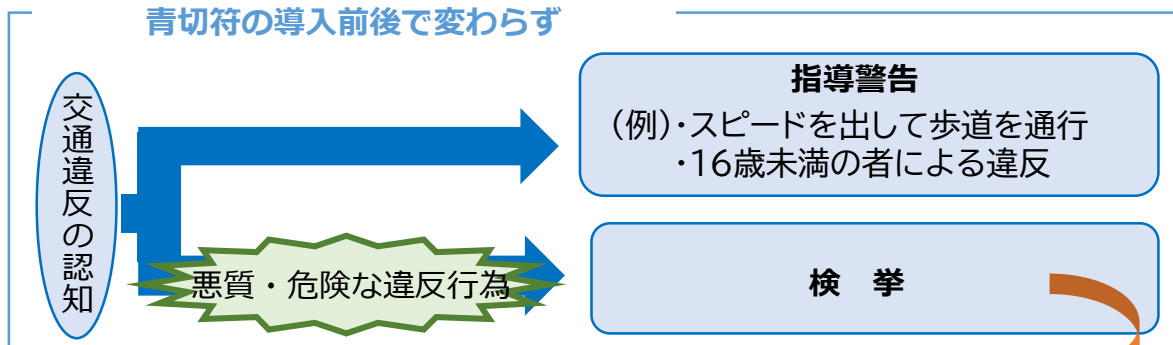 青切符の導入前後で変わらず
交通違反の認知
指導警告
(例)・スピードを出して歩道を通行
・16歳未満の者による違反
悪質・危険な違反行為
検 挙